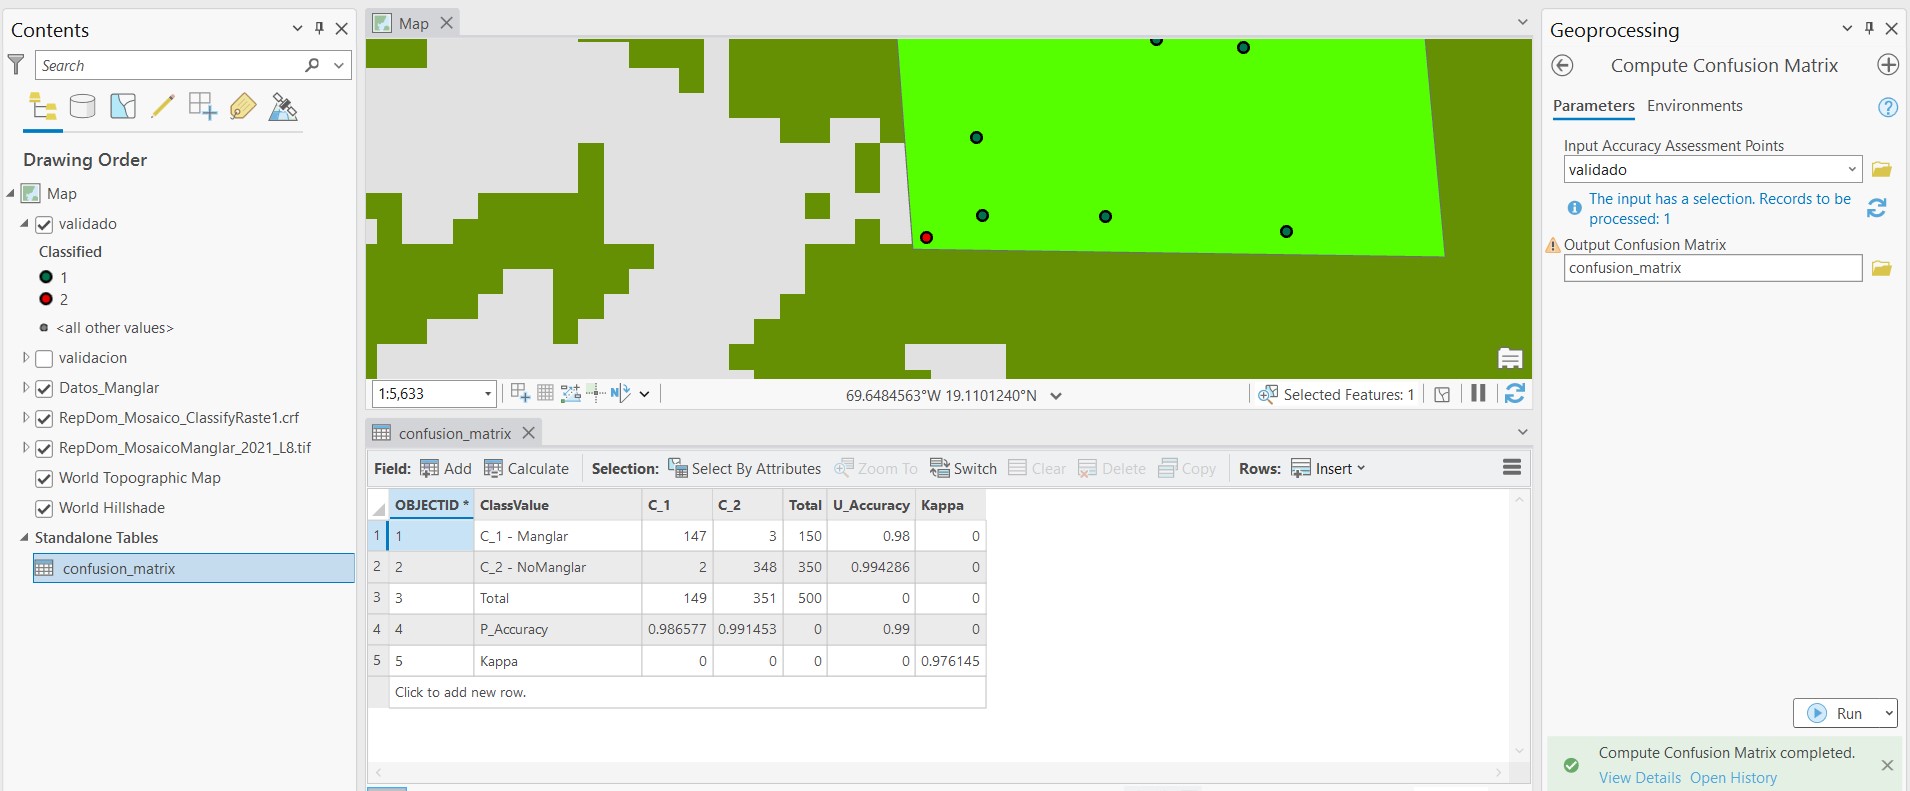 Contents
Search
Drawing Order
Map
validado
Classified
1
2
<all other values>
validacion
Datos_Manglar
RepDom_Mosaico_ClassifyRaste1.crf
RepDom_MosaicoManglar_2021_L8.tif
World Topographic Map
World Hillshade
Standalone Tables
confusion_matrix
Map
1:5,633
N
69.6484563°W 19.1101240°N
Selected Features: 1
confusion_matrix
Field: Add Calculate Selection: Select By Attributes Zoom To Switch Clear Delete Copy Rows: Insert
OBJECTID * ClassValue C_1 C_2 Total U_Accuracy Kappa
1 1 C_1 - Manglar 147 3 150 0.98 0
2 2 C_2 - NoManglar 2 348 350 0.994286 0
3 3 Total 149 351 500 0 0
4 4 P_Accuracy 0.986577 0.991453 0 0.99 0
5 5 Kappa 0 0 0 0 0.976145
Click to add new row.
Geoprocessing
Compute Confusion Matrix
Parameters Environments
?
Input Accuracy Assessment Points
validado
The input has a selection. Records to be
processed: 1
Output Confusion Matrix
confusion_matrix
Run
Compute Confusion Matrix completed.
View Details Open History